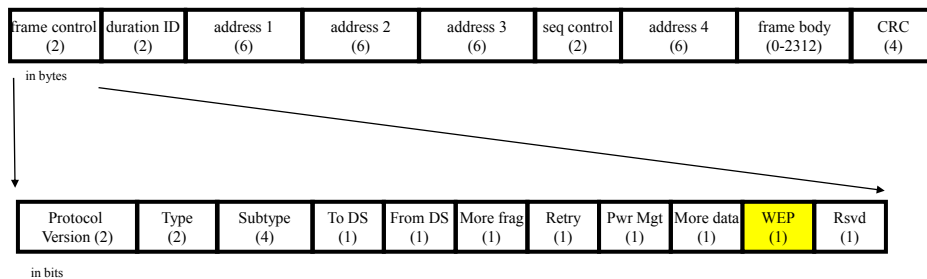 frame control duration ID address 1 address 2 address 3 seq control address 4 frame body CRC
(2) (2) (6) (6) (6) (2) (6) (0-2312) (4)
in bytes
Protocol Type Subtype To DS From DS More frag Retry Pwr Mgt More data WEP Rsvd
Version (2) (2) (4) (1) (1) (1) (1) (1) (1) (1) (1)
in bits